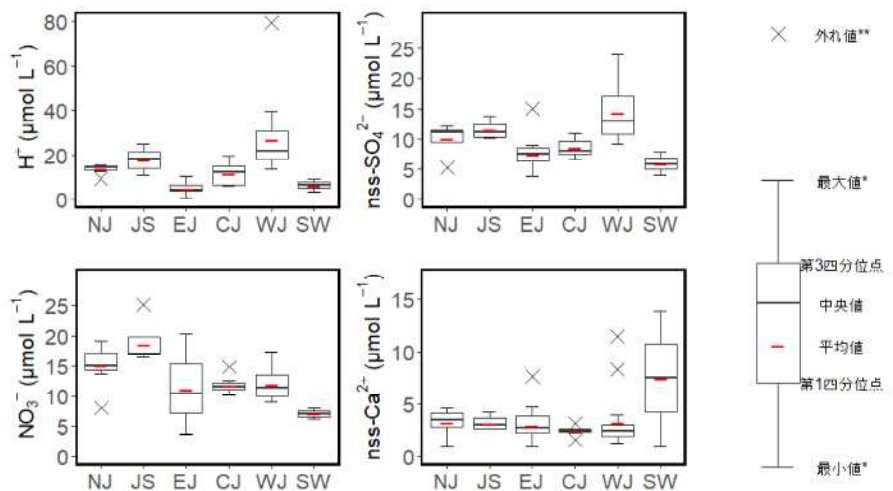 H⁺ (μmol L⁻¹)
80
60
40
20
0
NJ JS EJ CJ WJ SW
nss-SO₄²⁻ (μmol L⁻¹)
25
20
15
10
5
0
NJ JS EJ CJ WJ SW
NO₃⁻ (μmol L⁻¹)
25
20
15
10
5
0
NJ JS EJ CJ WJ SW
nss-Ca²⁺ (μmol L⁻¹)
15
10
5
0
NJ JS EJ CJ WJ SW
外れ値**
最大値*
第3四分位点
中央値
平均値
第1四分位点
最小値*